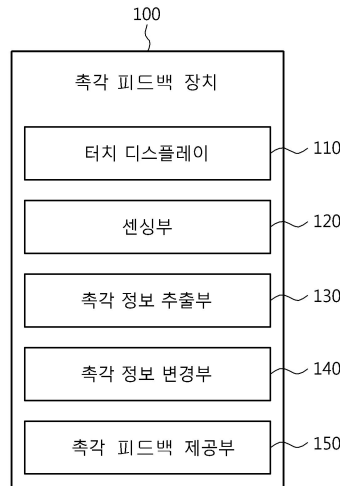 100
촉각 피드백 장치
터치 디스플레이
110
센싱부
120
촉각 정보 추출부
130
촉각 정보 변경부
140
촉각 피드백 제공부
150